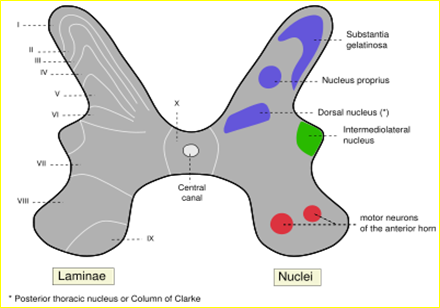 I
II
III
IV
V
VI
VII
VIII
IX
X
Central
canal
Substantia
gelatinosa
Nucleus proprius
Dorsal nucleus (*)
Intermediolateral
nucleus
motor neurons
of the anterior horn
Laminae
Nuclei
* Posterior thoracic nucleus or Column of Clarke